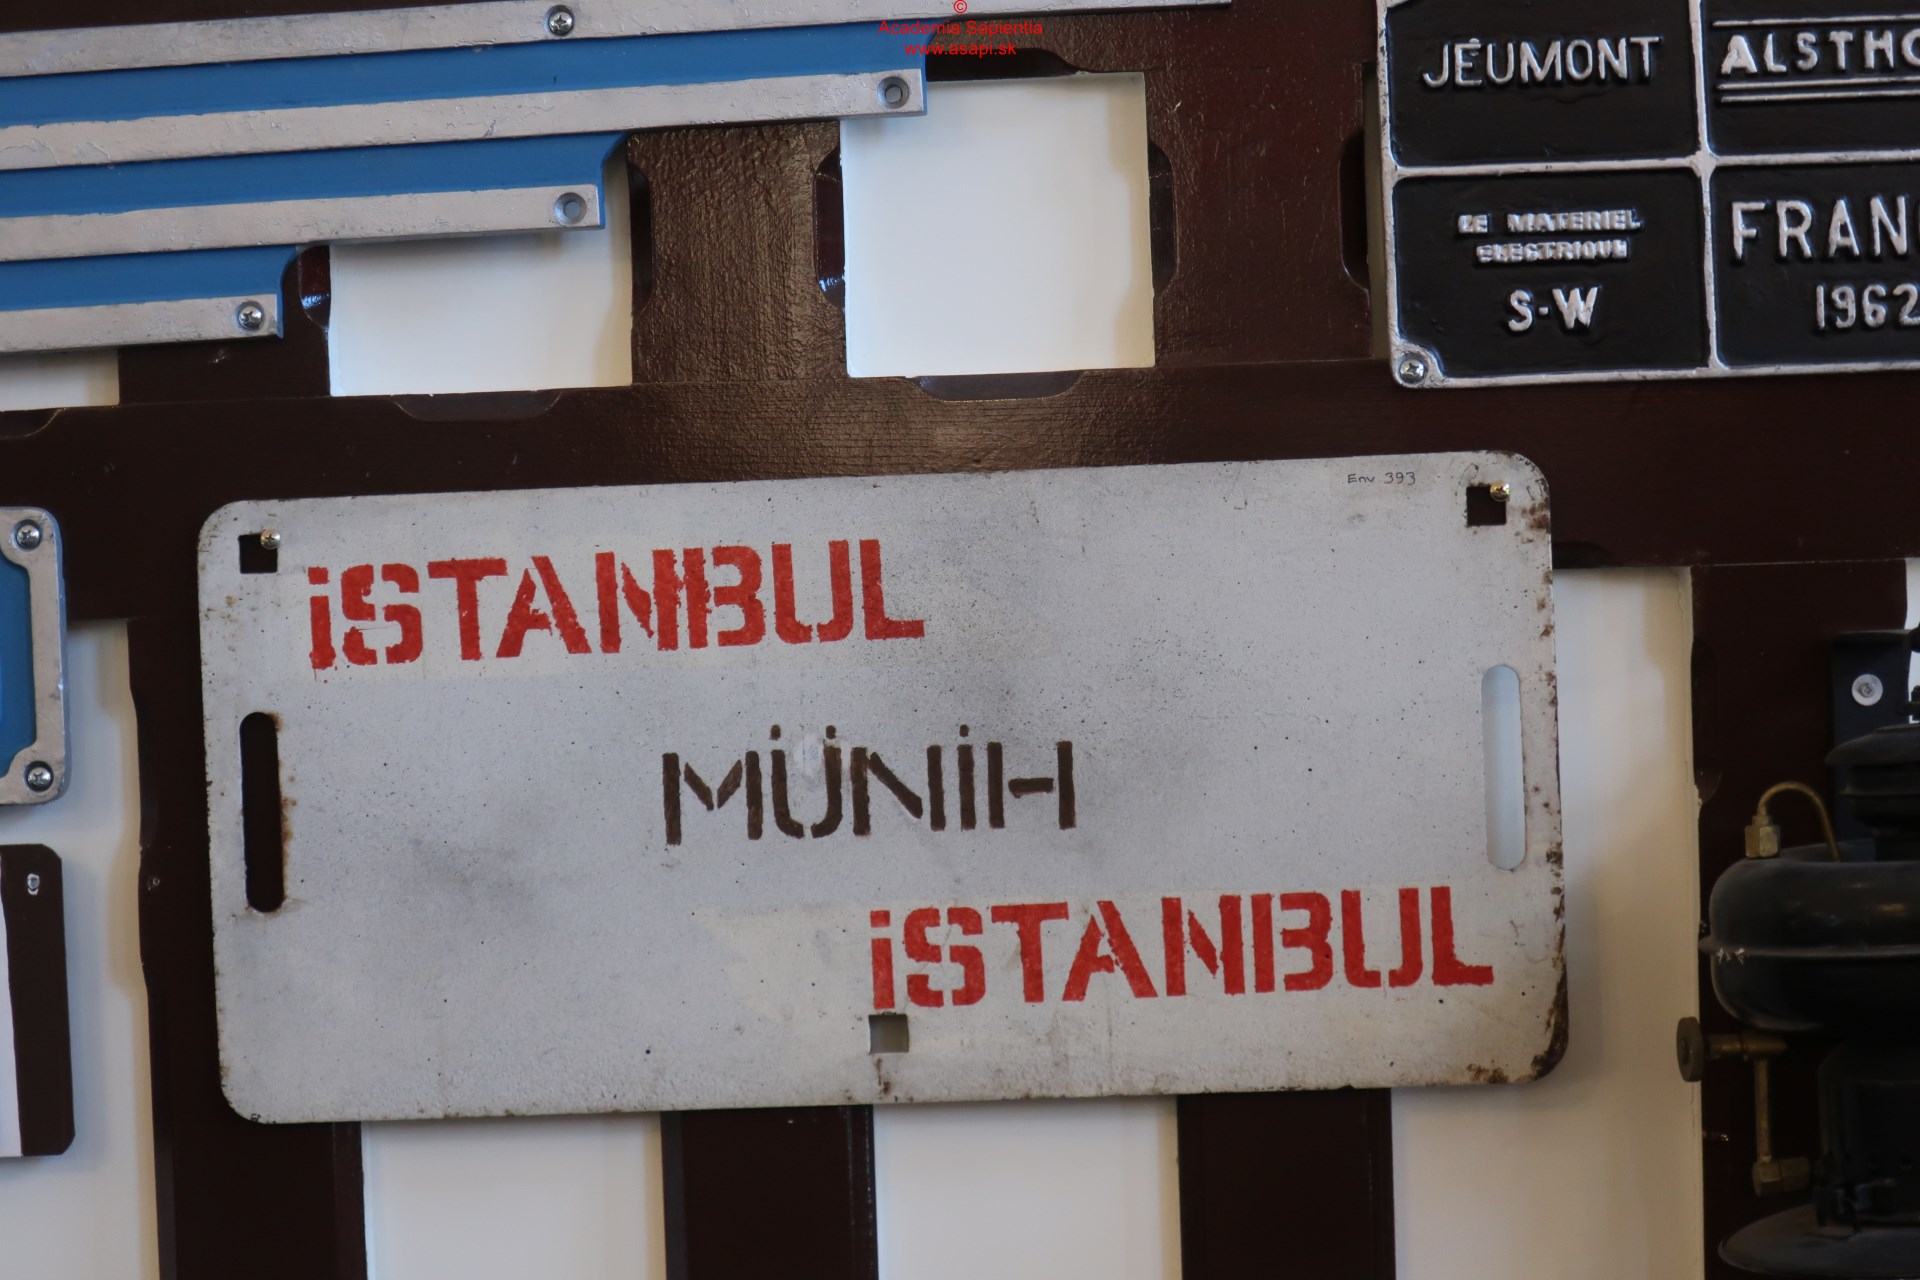 ©
Academia Sapientia
www.asapi.sk
JEUMONT
ALSTHO
LE MATERIEL
ELECTRIQUE
S-W
FRANC
1962
Env 393
İSTANBUL
MÜNİH
İSTANBUL